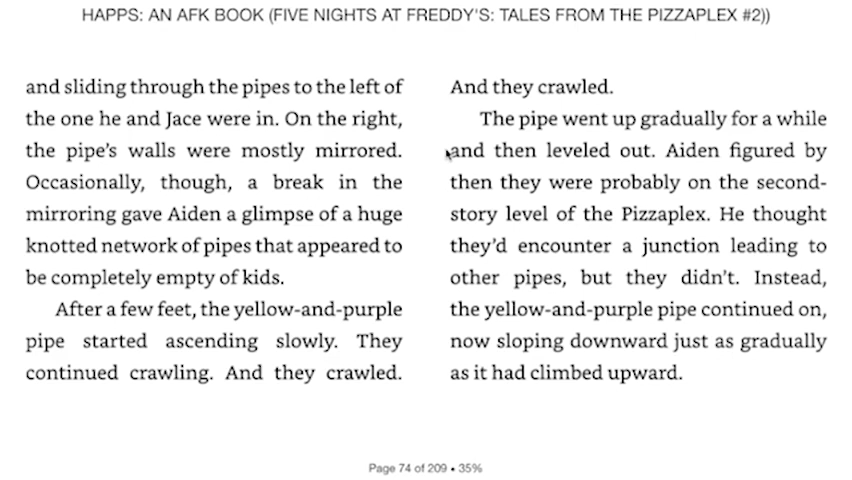 HAPPS: AN AFK BOOK (FIVE NIGHTS AT FREDDY'S: TALES FROM THE PIZZAPLEX #2))
and sliding through the pipes to the left of
the one he and Jace were in. On the right,
the pipe's walls were mostly mirrored.
Occasionally, though, a break in the
mirroring gave Aiden a glimpse of a huge
knotted network of pipes that appeared to
be completely empty of kids.
After a few feet, the yellow-and-purple
pipe started ascending slowly. They
continued crawling. And they crawled.
And they crawled.
The pipe went up gradually for a while
and then leveled out. Aiden figured by
then they were probably on the second-
story level of the Pizzaplex. He thought
they'd encounter a junction leading to
other pipes, but they didn't. Instead,
the yellow-and-purple pipe continued on,
now sloping downward just as gradually
as it had climbed upward.
Page 74 of 209 • 35%